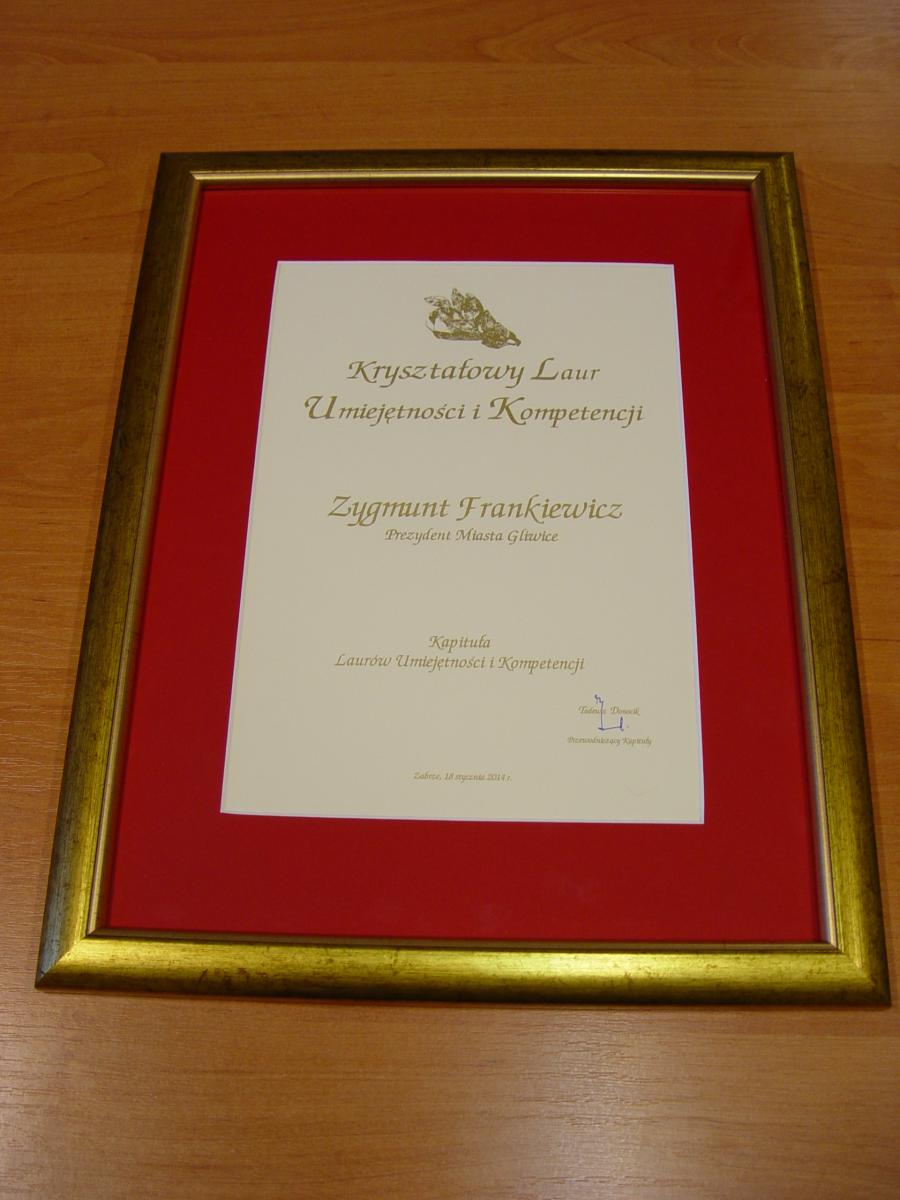 Kryształowy Laur
Umiejętności i Kompetencji
Zygmunt Frankiewicz
Prezydent Miasta Gliwice
Kapituła
Laurów Umiejętności i Kompetencji
Tadeusz Donocik
Przewodniczący Kapituły
Zabrze, 18 stycznia 2014 r.